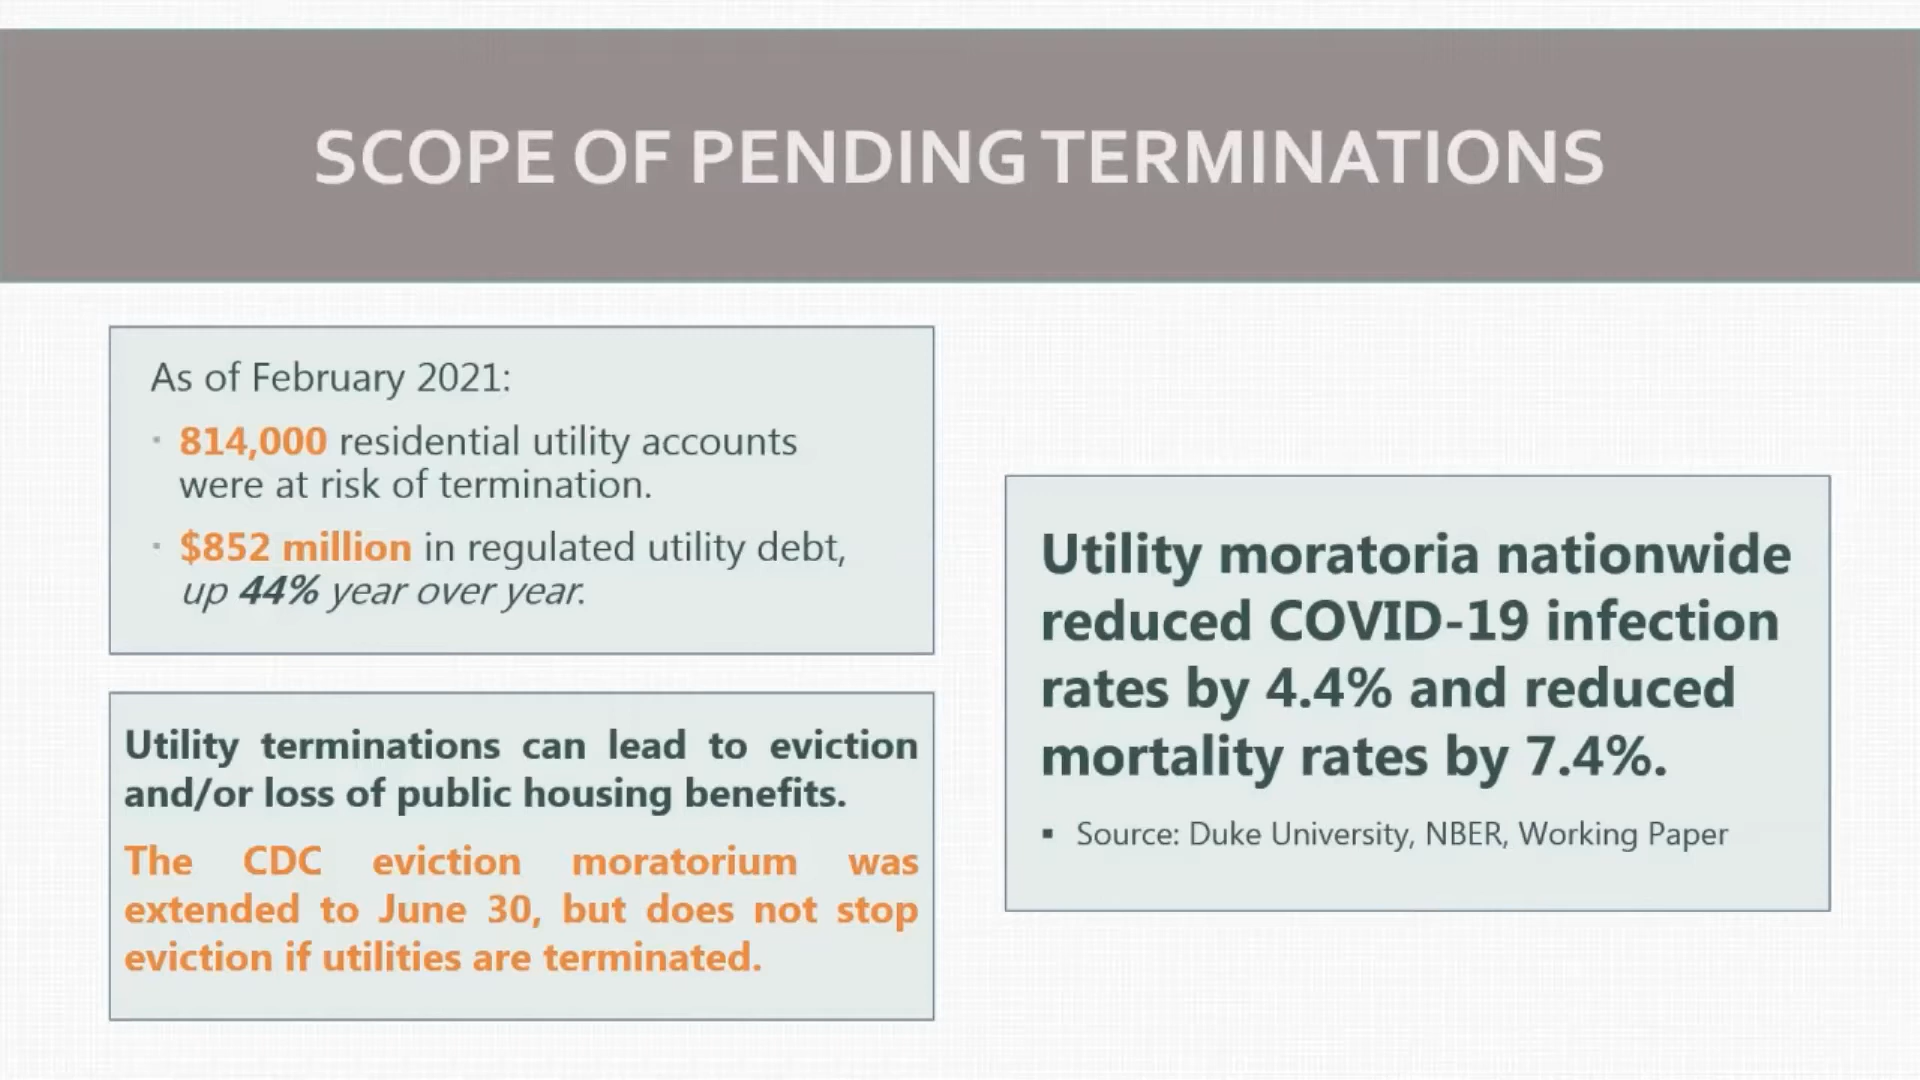 SCOPE OF PENDING TERMINATIONS
As of February 2021:
▪ 814,000 residential utility accounts
were at risk of termination.
▪ $852 million in regulated utility debt,
up 44% year over year.
Utility terminations can lead to eviction
and/or loss of public housing benefits.
The CDC eviction moratorium was
extended to June 30, but does not stop
eviction if utilities are terminated.
Utility moratoria nationwide
reduced COVID-19 infection
rates by 4.4% and reduced
mortality rates by 7.4%.
▪ Source: Duke University, NBER, Working Paper